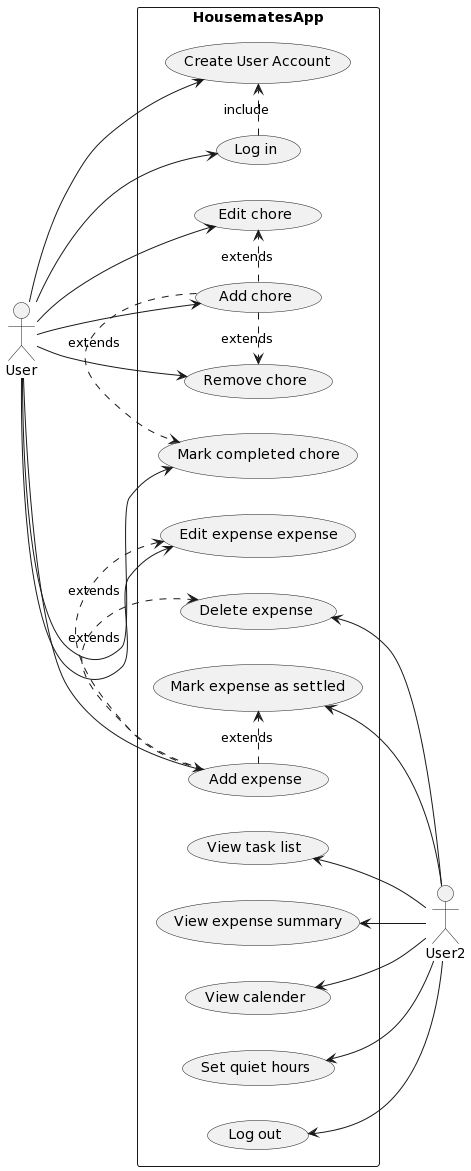 HousematesApp
Create User Account
include
Log in
Edit chore
extends
Add chore
extends
extends
User
Remove chore
Mark completed chore
Edit expense expense
extends
Delete expense
extends
Mark expense as settled
extends
Add expense
View task list
View expense summary
User2
View calender
Set quiet hours
Log out